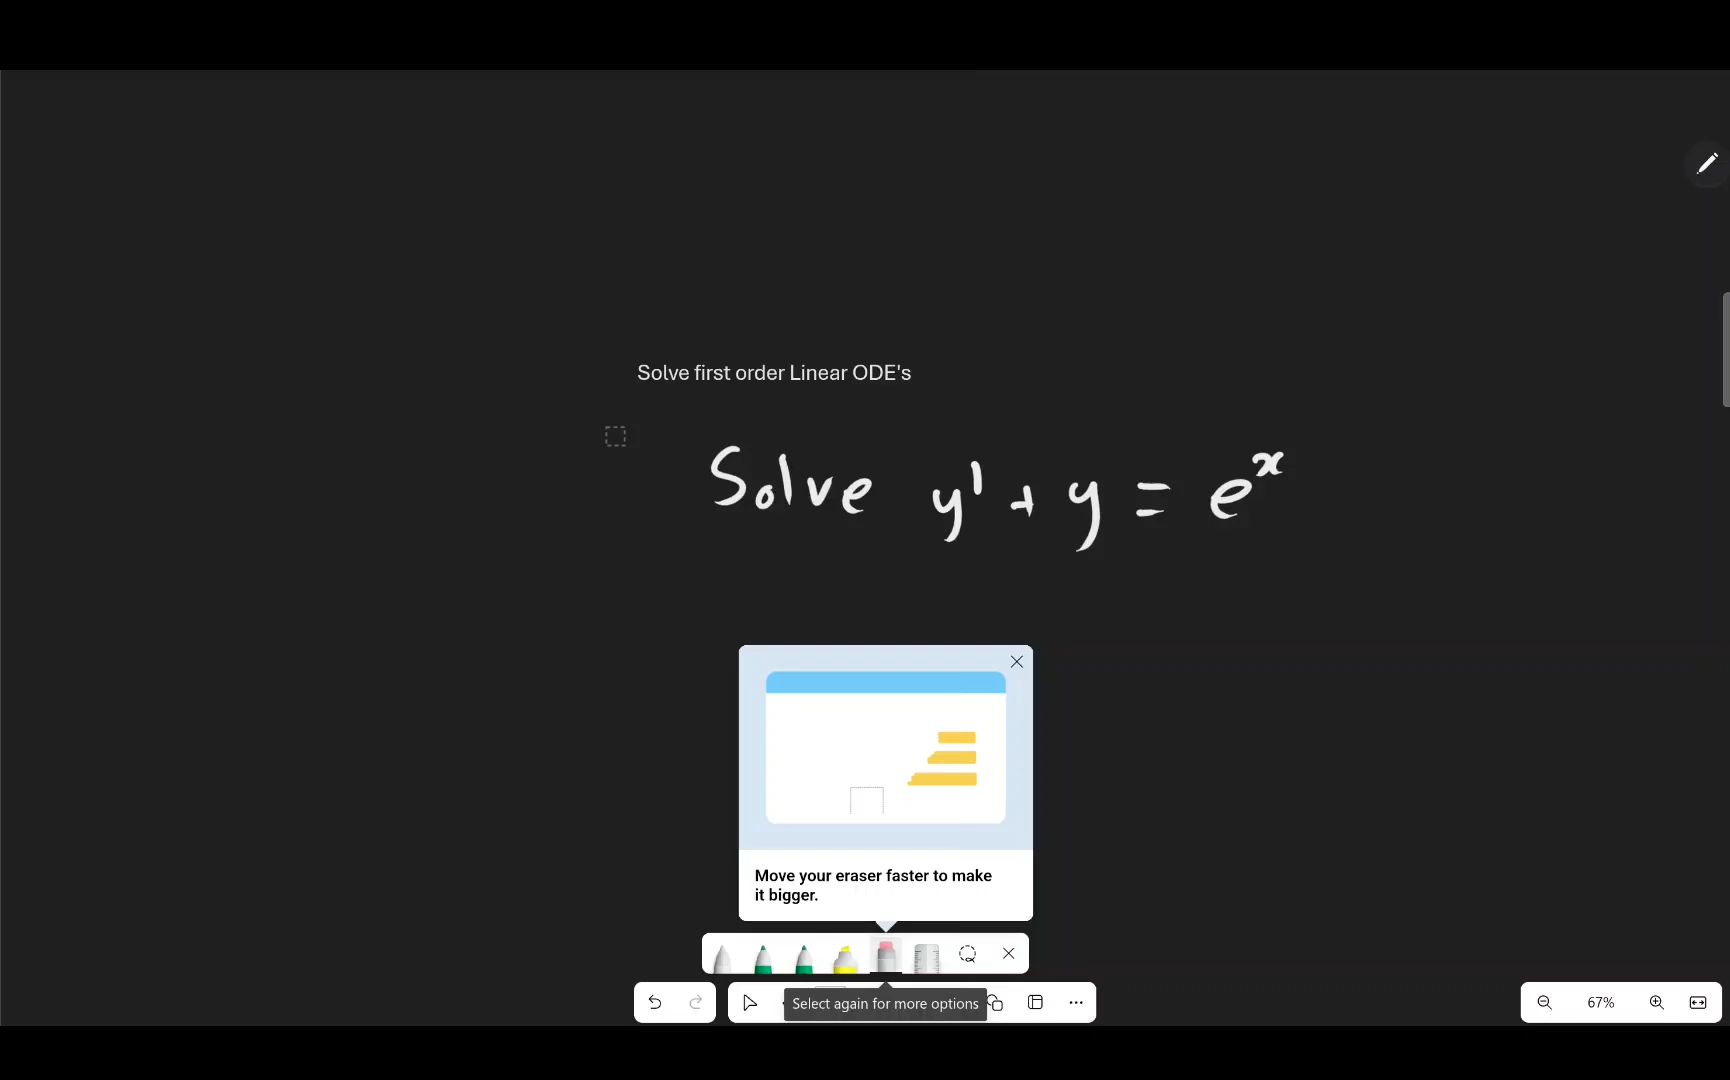 Solve first order Linear ODE's
Solve y' + y = e^x
Move your eraser faster to make
it bigger.
Select again for more options
67%